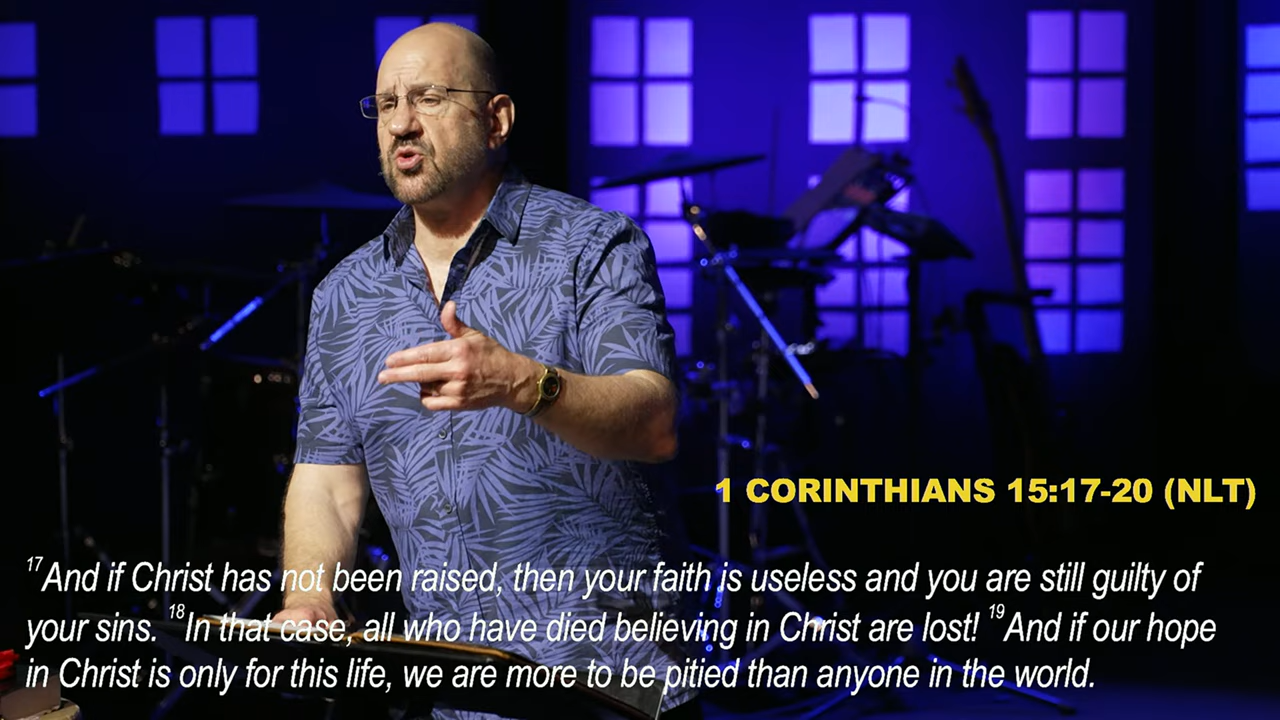 1 CORINTHIANS 15:17-20 (NLT)
17And if Christ has not been raised, then your faith is useless and you are still guilty of
your sins. 18In that case, all who have died believing in Christ are lost! 19And if our hope
in Christ is only for this life, we are more to be pitied than anyone in the world.